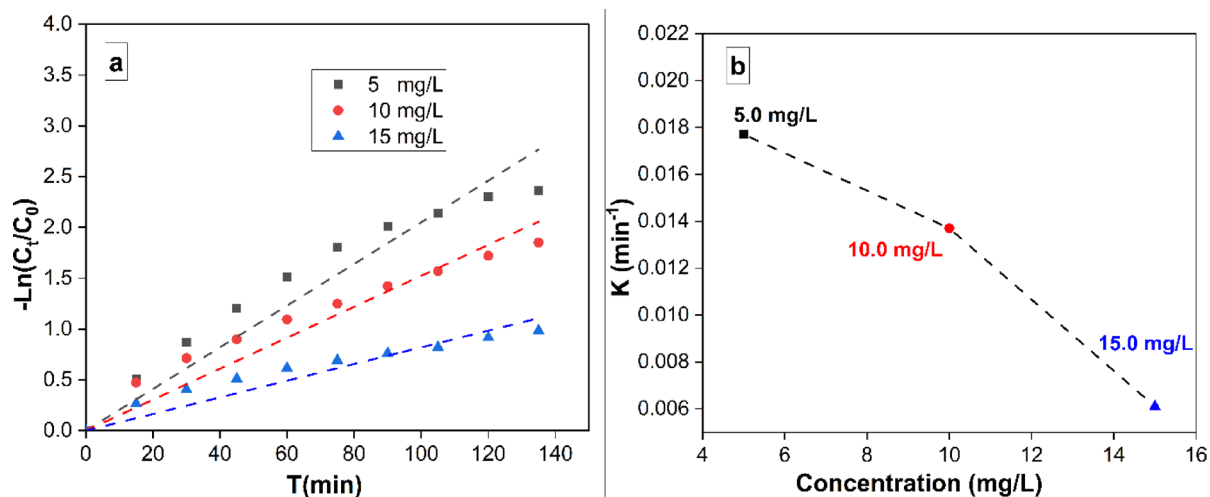 a
5 mg/L
10 mg/L
15 mg/L
4.0
3.5
3.0
2.5
2.0
1.5
1.0
0.5
0.0
-Ln(C_t/C_0)
0 20 40 60 80 100 120 140
T(min)
b
0.022
0.020
0.018
0.016
0.014
0.012
0.010
0.008
0.006
K (min⁻¹)
5.0 mg/L
10.0 mg/L
15.0 mg/L
4 6 8 10 12 14 16
Concentration (mg/L)